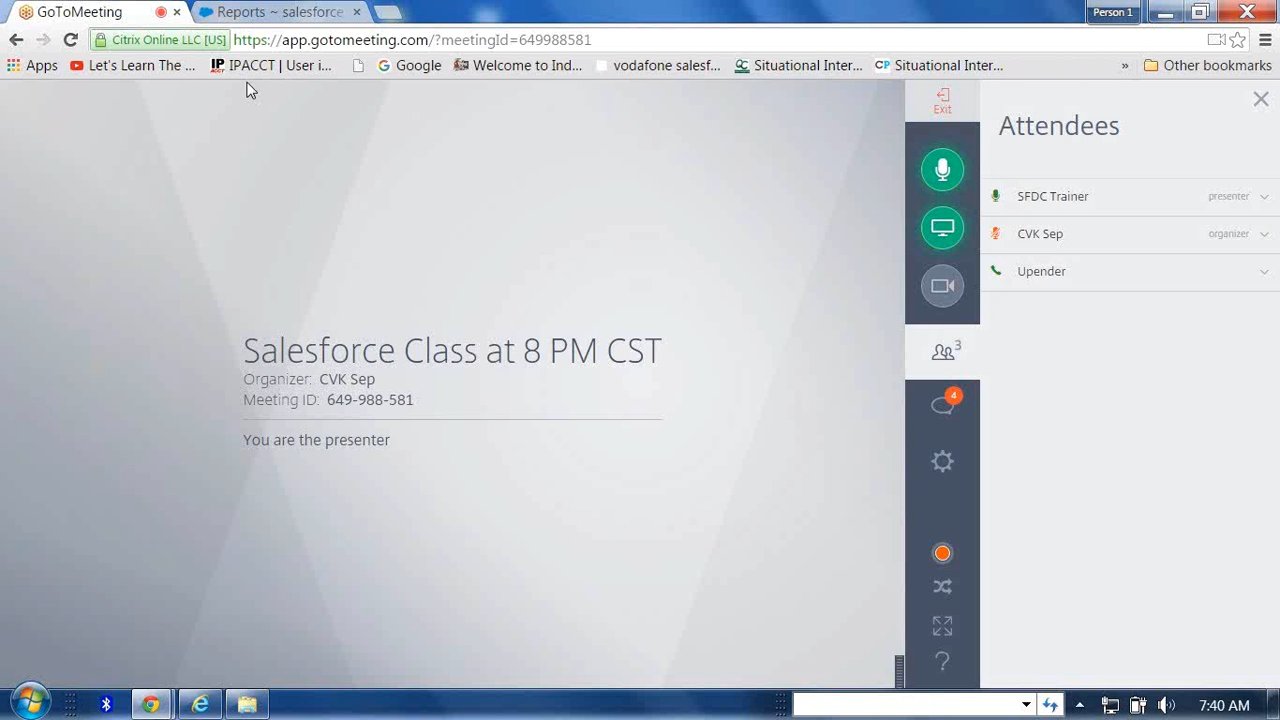 GoToMeeting
Reports ~ salesforce
Person 1
Citrix Online LLC [US] https://app.gotomeeting.com/?meetingId=649988581
Apps Let's Learn The ... IPACCT | User i... Google Welcome to Ind... vodafone salesf... Situational Inter... CP Situational Inter... » Other bookmarks
Exit
Attendees
SFDC Trainer presenter
CVK Sep organizer
Upender
3
4
Salesforce Class at 8 PM CST
Organizer: CVK Sep
Meeting ID: 649-988-581
You are the presenter
7:40 AM